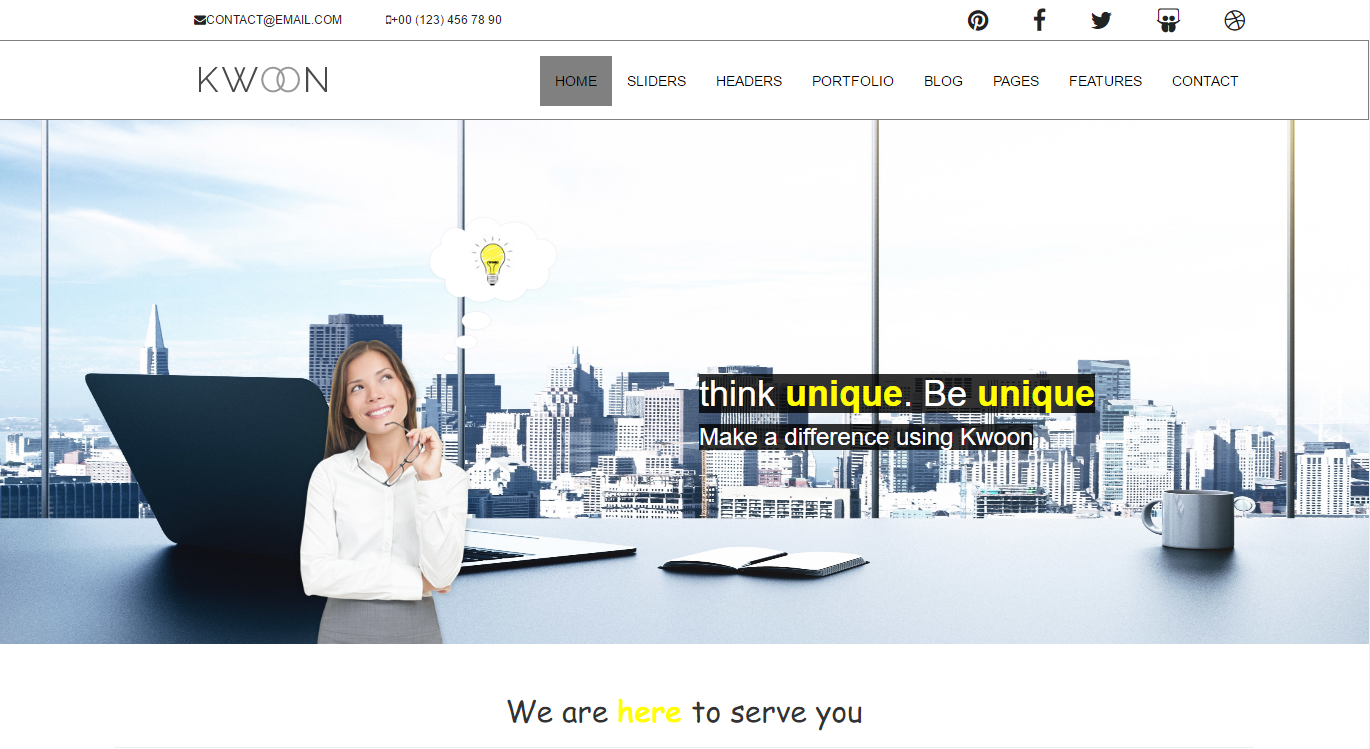 CONTACT@EMAIL.COM +00 (123) 456 78 90
KWOON
HOME SLIDERS HEADERS PORTFOLIO BLOG PAGES FEATURES CONTACT
think unique. Be unique
Make a difference using Kwoon
We are here to serve you